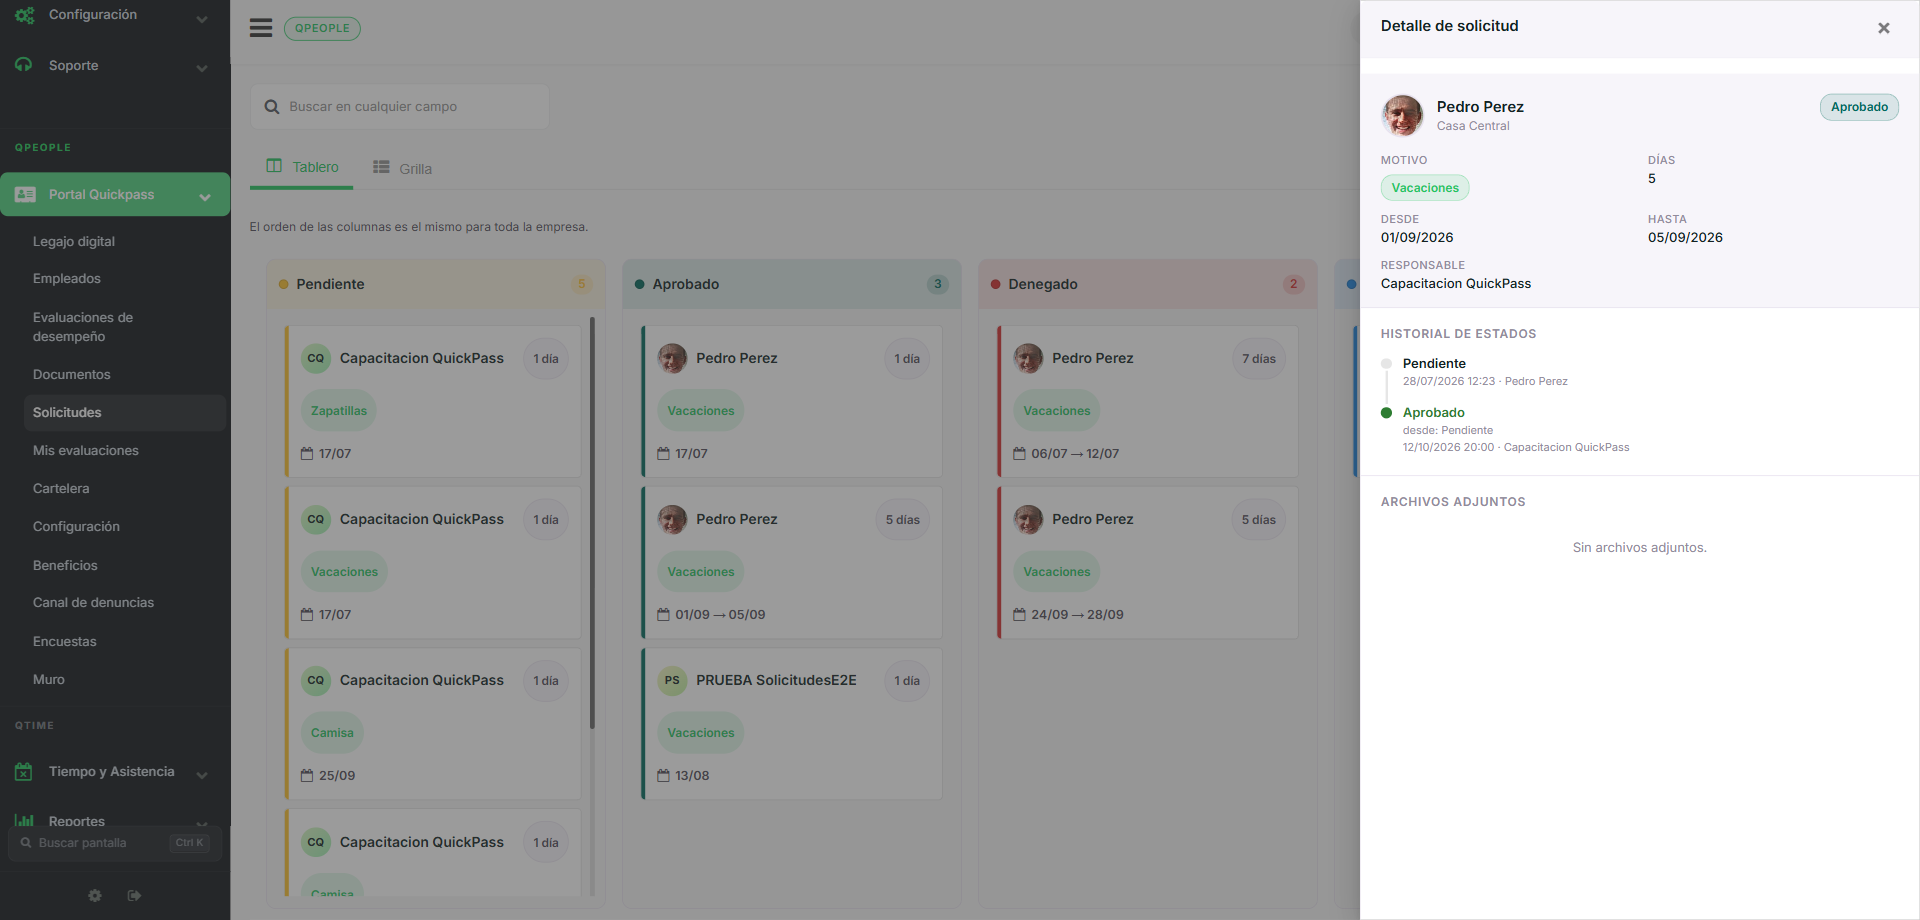 Configuración
Soporte
QPEOPLE
Portal Quickpass
Legajo digital
Empleados
Evaluaciones de
desempeño
Documentos
Solicitudes
Mis evaluaciones
Cartelera
Configuración
Beneficios
Canal de denuncias
Encuestas
Muro
QTIME
Tiempo y Asistencia
Reportes
Buscar pantalla Ctrl K
QPEOPLE
Buscar en cualquier campo
Tablero Grilla
El orden de las columnas es el mismo para toda la empresa.
Pendiente 5
CQ Capacitacion QuickPass 1 día
Zapatillas
17/07
CQ Capacitacion QuickPass 1 día
Vacaciones
17/07
CQ Capacitacion QuickPass 1 día
Camisa
25/09
CQ Capacitacion QuickPass 1 día
Camisa
Aprobado 3
Pedro Perez 1 día
Vacaciones
17/07
Pedro Perez 5 días
Vacaciones
01/09 → 05/09
PS PRUEBA SolicitudesE2E 1 día
Vacaciones
13/08
Denegado 2
Pedro Perez 7 días
Vacaciones
06/07 → 12/07
Pedro Perez 5 días
Vacaciones
24/09 → 28/09
Detalle de solicitud
Pedro Perez Aprobado
Casa Central
MOTIVO DÍAS
Vacaciones 5
DESDE HASTA
01/09/2026 05/09/2026
RESPONSABLE
Capacitacion QuickPass
HISTORIAL DE ESTADOS
Pendiente
28/07/2026 12:23 · Pedro Perez
Aprobado
desde: Pendiente
12/10/2026 20:00 · Capacitacion QuickPass
ARCHIVOS ADJUNTOS
Sin archivos adjuntos.